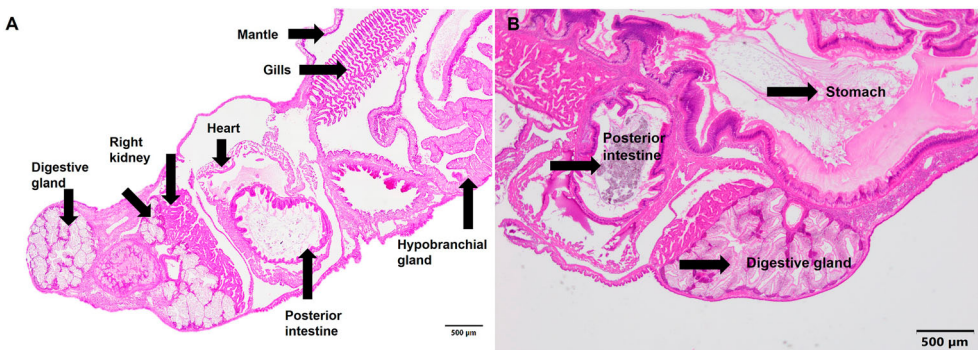 A
Mantle
Gills
Heart
Right
kidney
Digestive
gland
Hypobranchial
gland
Posterior
intestine
500 µm
B
Stomach
Posterior
intestine
Digestive gland
500 µm